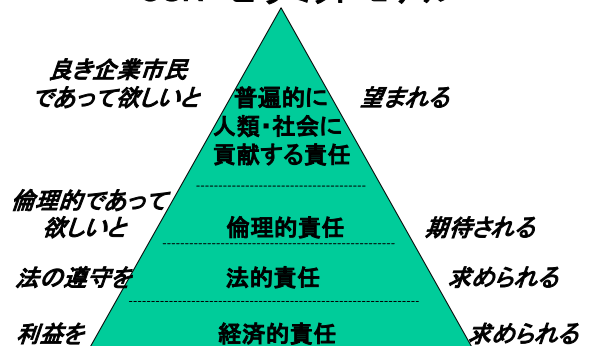 良き企業市民
であって欲しいと
普遍的に
人類・社会に
貢献する責任
望まれる
倫理的であって
欲しいと
倫理的責任
期待される
法の遵守を
法的責任
求められる
利益を
経済的責任
求められる